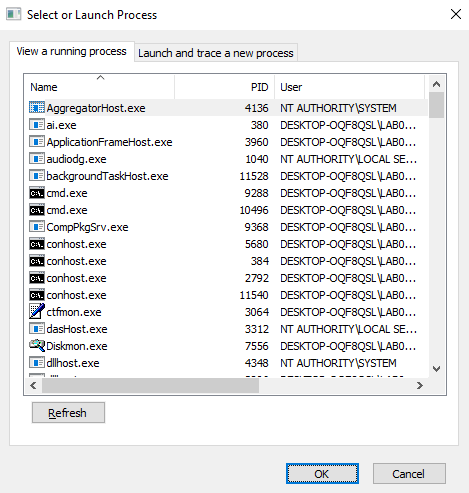 Select or Launch Process
View a running process Launch and trace a new process
Name PID User
AggregatorHost.exe 4136 NT AUTHORITY\SYSTEM
ai.exe 380 DESKTOP-OQF8QSL\LAB0...
ApplicationFrameHost.exe 3960 DESKTOP-OQF8QSL\LAB0...
audiodg.exe 1040 NT AUTHORITY\LOCAL SE...
backgroundTaskHost.exe 11528 DESKTOP-OQF8QSL\LAB0...
cmd.exe 9288 DESKTOP-OQF8QSL\LAB0...
cmd.exe 10496 DESKTOP-OQF8QSL\LAB0...
CompPkgSrv.exe 9368 DESKTOP-OQF8QSL\LAB0...
conhost.exe 5680 DESKTOP-OQF8QSL\LAB0...
conhost.exe 384 DESKTOP-OQF8QSL\LAB0...
conhost.exe 2792 DESKTOP-OQF8QSL\LAB0...
conhost.exe 11540 DESKTOP-OQF8QSL\LAB0...
ctfmon.exe 3064 DESKTOP-OQF8QSL\LAB0...
dasHost.exe 3312 NT AUTHORITY\LOCAL SE...
Diskmon.exe 7556 DESKTOP-OQF8QSL\LAB0...
dllhost.exe 4348 NT AUTHORITY\SYSTEM
Refresh
OK Cancel